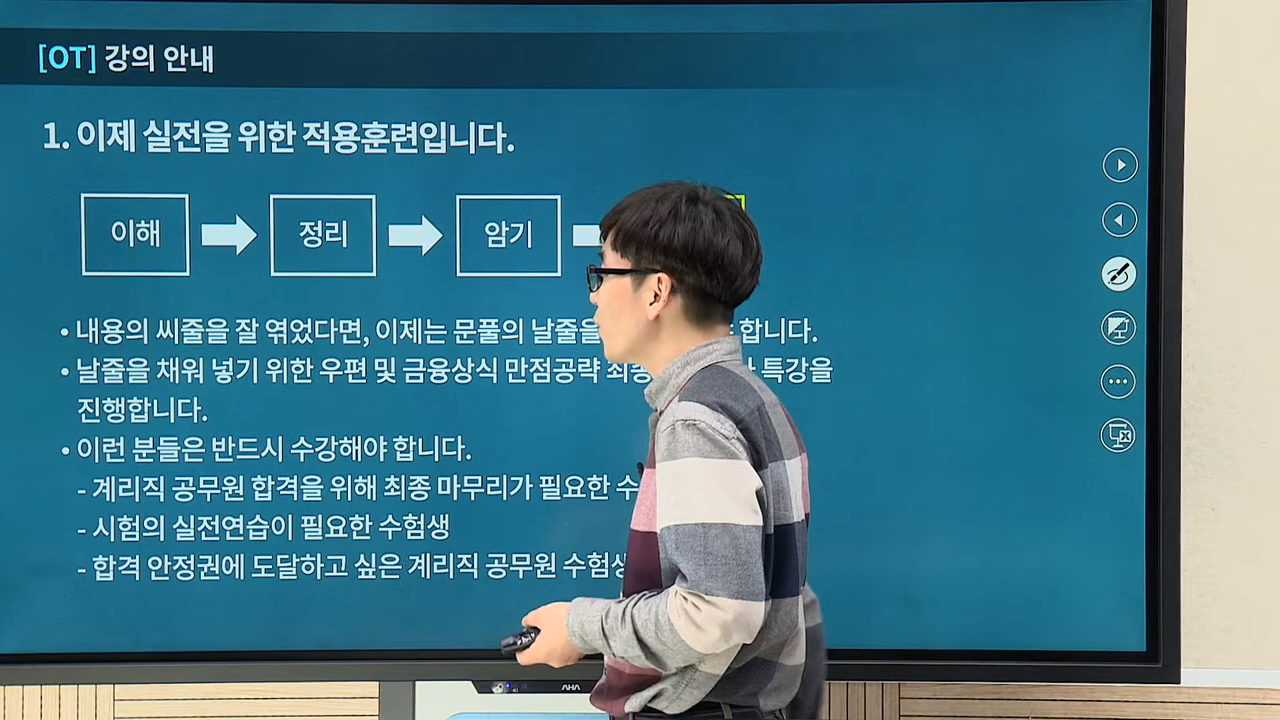 [OT] 강의 안내
1. 이제 실전을 위한 적용훈련입니다.
이해 정리 암기
• 내용의 씨줄을 잘 엮었다면, 이제는 문풀의 날줄을 합니다.
• 날줄을 채워 넣기 위한 우편 및 금융상식 만점공략 특강을
진행합니다.
• 이런 분들은 반드시 수강해야 합니다.
- 계리직 공무원 합격을 위해 최종 마무리가 필요한
- 시험의 실전연습이 필요한 수험생
- 합격 안정권에 도달하고 싶은 계리직 공무원 수험생
AHA